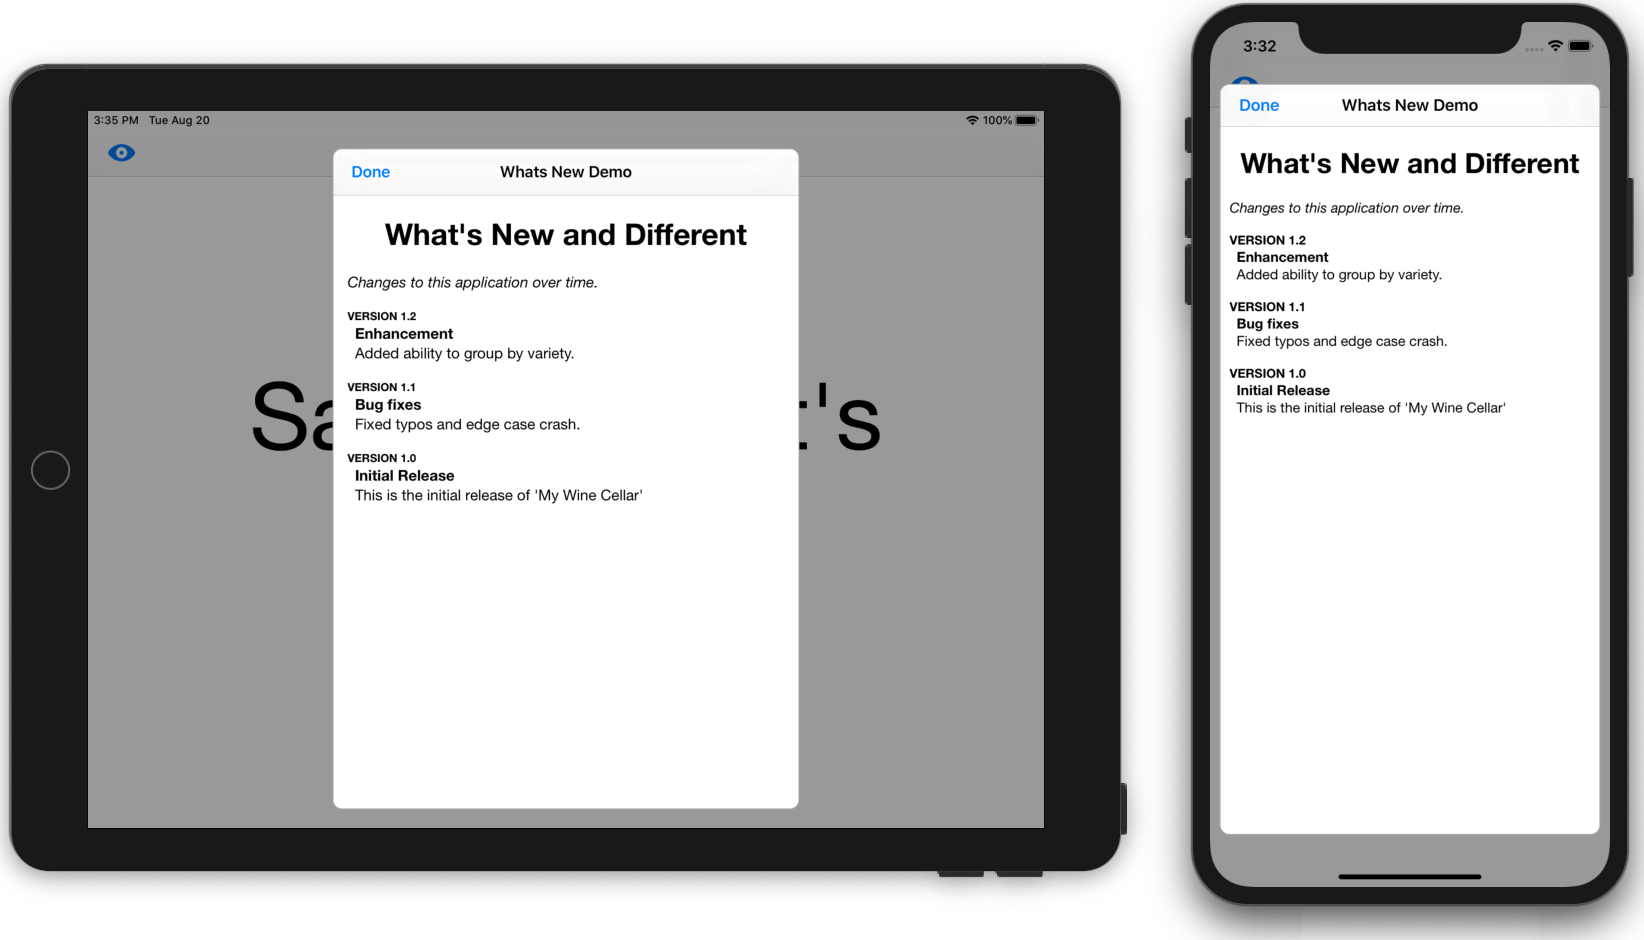 3:35 PM Tue Aug 20
100%
Done
Whats New Demo
What's New and Different
Changes to this application over time.
VERSION 1.2
Enhancement
Added ability to group by variety.
VERSION 1.1
Bug fixes
Fixed typos and edge case crash.
VERSION 1.0
Initial Release
This is the initial release of 'My Wine Cellar'
3:32
Done
Whats New Demo
What's New and Different
Changes to this application over time.
VERSION 1.2
Enhancement
Added ability to group by variety.
VERSION 1.1
Bug fixes
Fixed typos and edge case crash.
VERSION 1.0
Initial Release
This is the initial release of 'My Wine Cellar'